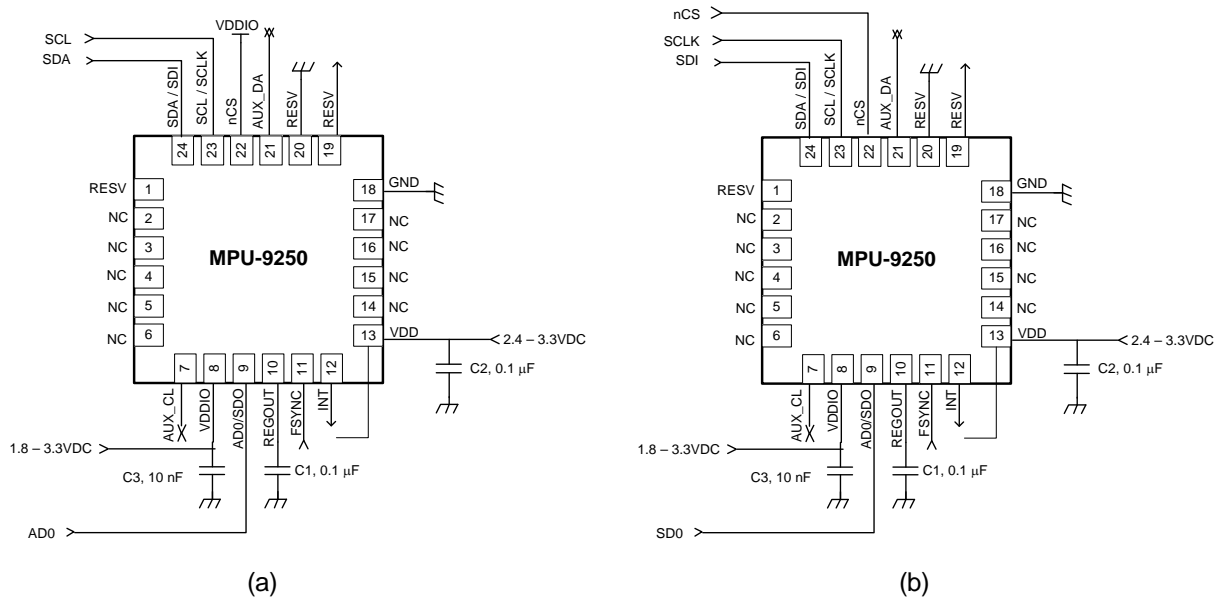 SCL
SDA
VDDIO
SDA / SDI
SCL / SCLK
nCS
AUX_DA
RESV
RESV
24
23
22
21
20
19
RESV
1
18
GND
NC
2
17
NC
NC
3
16
NC
NC
4
15
NC
NC
5
14
NC
NC
6
13
VDD
2.4 – 3.3VDC
MPU-9250
7
8
9
10
11
12
AUX_CL
VDDIO
AD0/SDO
REGOUT
FSYNC
INT
C2, 0.1 μF
1.8 – 3.3VDC
C3, 10 nF
C1, 0.1 μF
AD0
(a)
nCS
SCLK
SDI
SDA / SDI
SCL / SCLK
nCS
AUX_DA
RESV
RESV
24
23
22
21
20
19
RESV
1
18
GND
NC
2
17
NC
NC
3
16
NC
NC
4
15
NC
NC
5
14
NC
NC
6
13
VDD
2.4 – 3.3VDC
MPU-9250
7
8
9
10
11
12
AUX_CL
VDDIO
AD0/SDO
REGOUT
FSYNC
INT
C2, 0.1 μF
1.8 – 3.3VDC
C3, 10 nF
C1, 0.1 μF
SD0
(b)